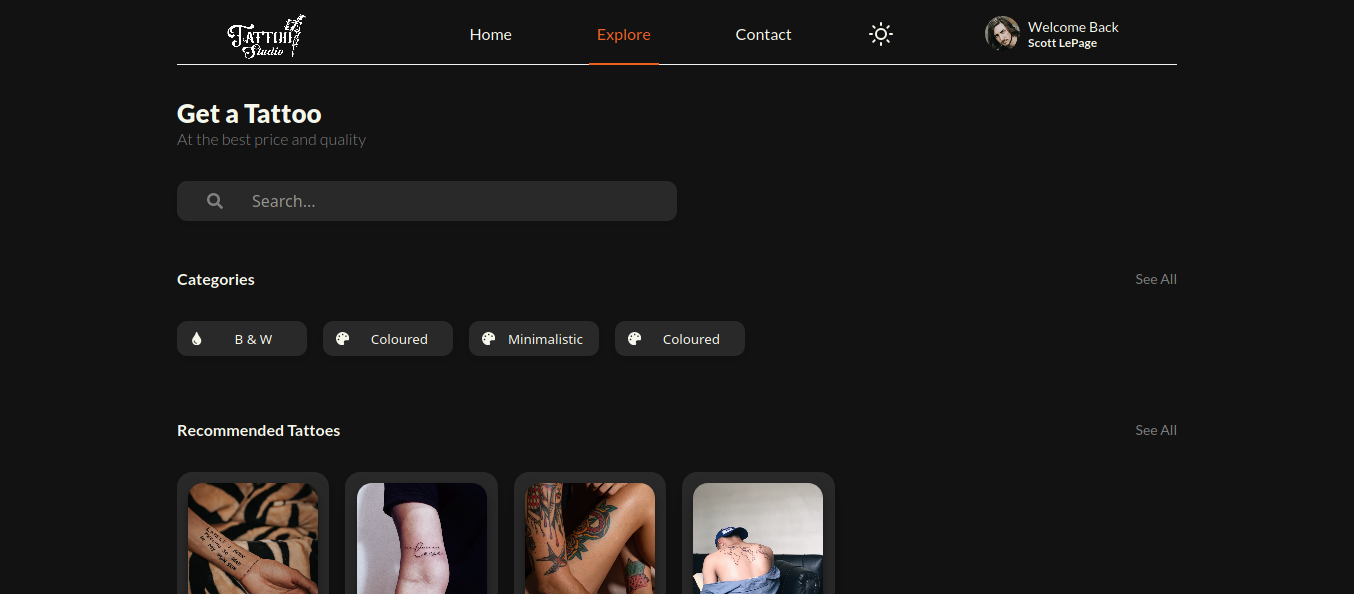 Tattoo
Studio
Home
Explore
Contact
Welcome Back
Scott LePage
Get a Tattoo
At the best price and quality
Search...
Categories
See All
B & W
Coloured
Minimalistic
Coloured
Recommended Tattoes
See All